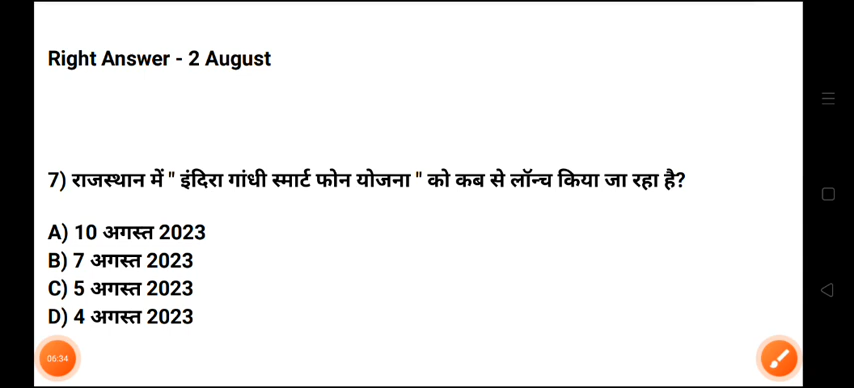 Right Answer - 2 August
7) राजस्थान में " इंदिरा गांधी स्मार्ट फोन योजना " को कब से लॉन्च किया जा रहा है?
A) 10 अगस्त 2023
B) 7 अगस्त 2023
C) 5 अगस्त 2023
D) 4 अगस्त 2023
06:34